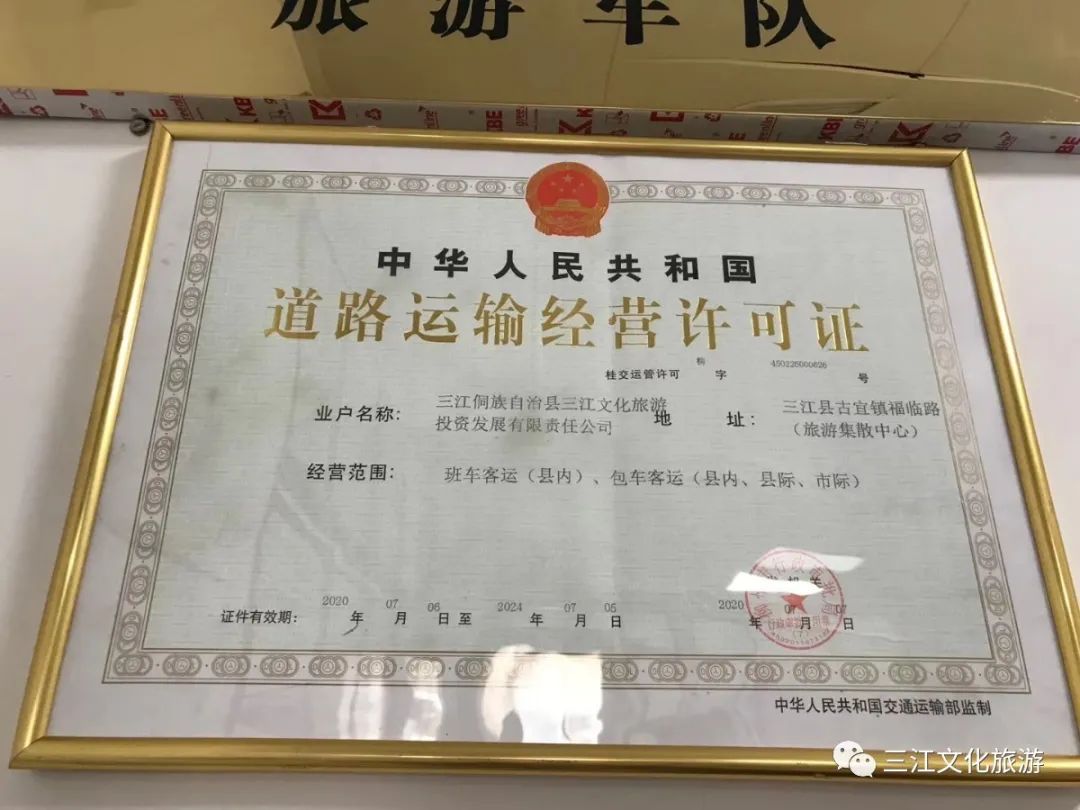 旅游车队
中华人民共和国
道路运输经营许可证
桂交运管许可 柳 字 450226000626 号
业户名称: 三江侗族自治县三江文化旅游投资发展有限责任公司
地 址: 三江县古宜镇福临路(旅游集散中心)
经营范围: 班车客运(县内)、包车客运(县内、县际、市际)
证件有效期: 2020 年 07 月 06 日至 2024 年 07 月 05 日
2020 年 07 月 07 日
中华人民共和国交通运输部监制
三江文化旅游
KBE